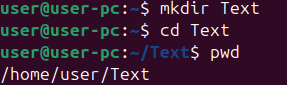 user@user-pc:~$ mkdir Text
user@user-pc:~$ cd Text
user@user-pc:~/Text$ pwd
/home/user/Text